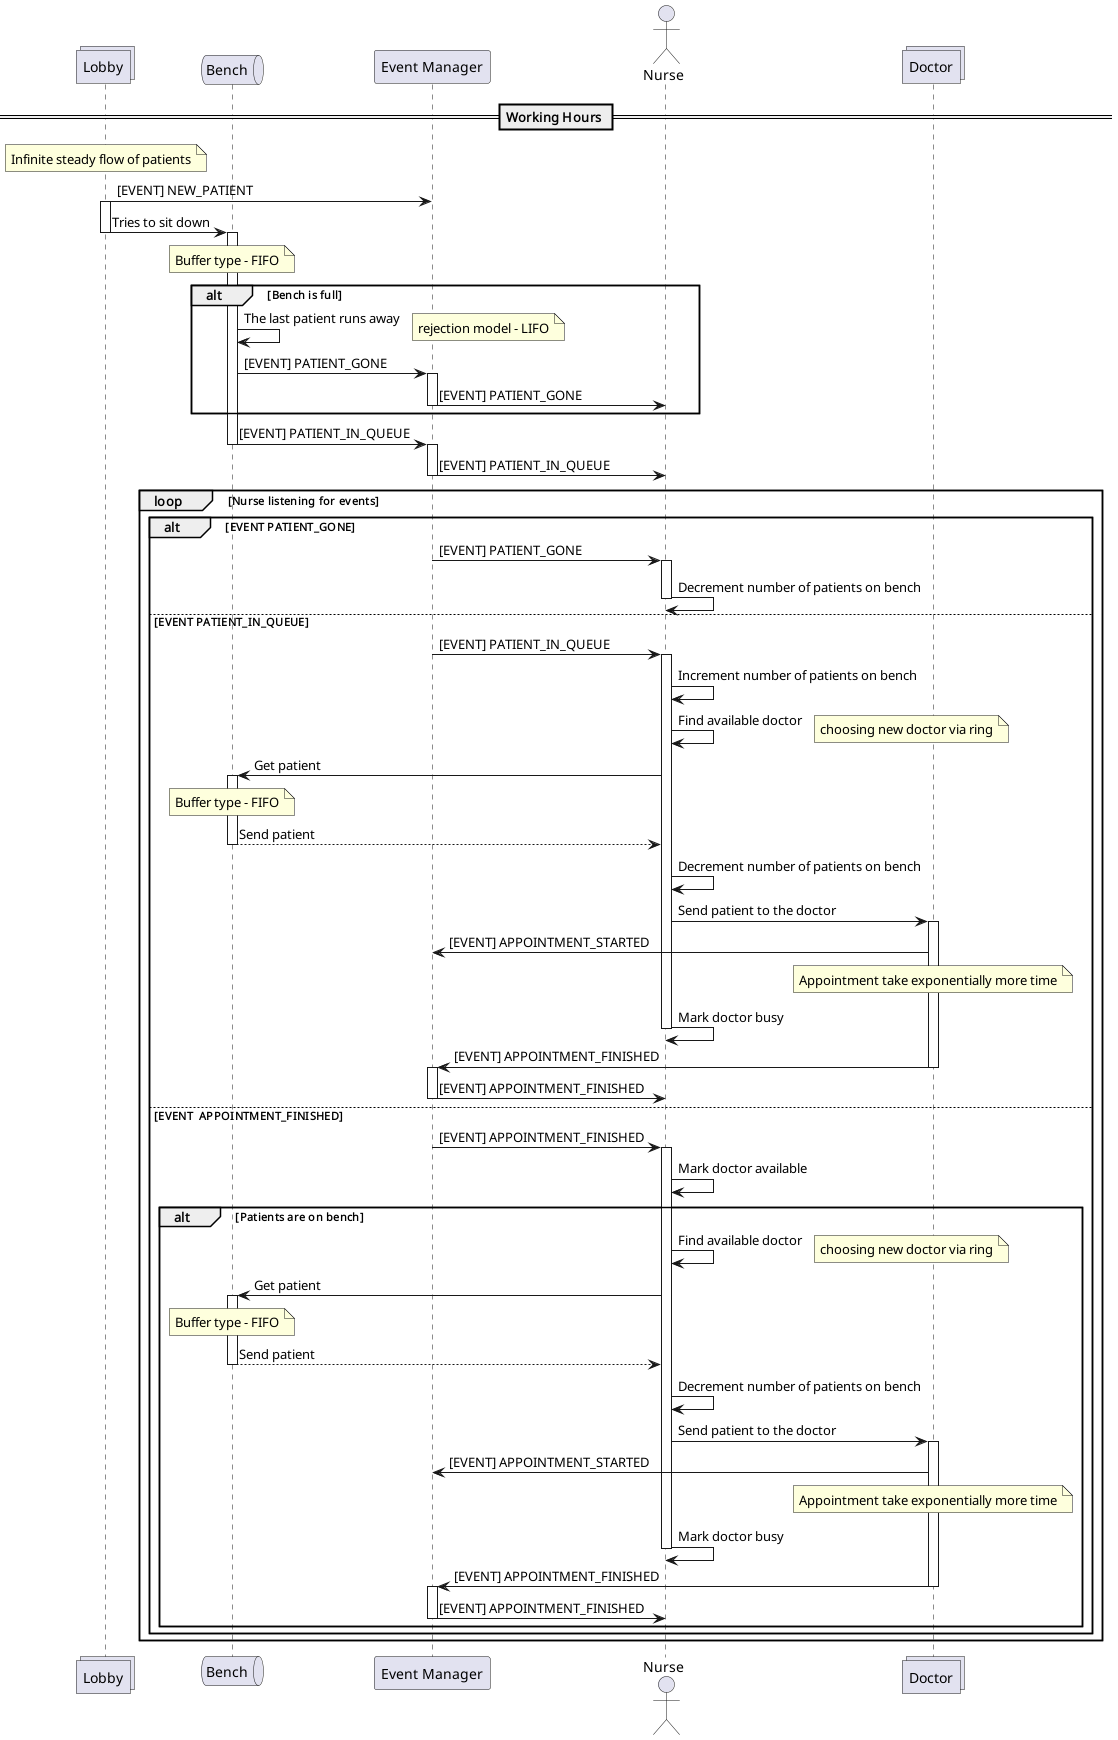 Lobby
Bench
Event Manager
Nurse
Doctor
Working Hours
Infinite steady flow of patients
[EVENT] NEW_PATIENT
Tries to sit down
Buffer type - FIFO
alt [Bench is full]
The last patient runs away
rejection model - LIFO
[EVENT] PATIENT_GONE
[EVENT] PATIENT_GONE
[EVENT] PATIENT_IN_QUEUE
[EVENT] PATIENT_IN_QUEUE
loop [Nurse listening for events]
alt [EVENT PATIENT_GONE]
[EVENT] PATIENT_GONE
Decrement number of patients on bench
[EVENT PATIENT_IN_QUEUE]
[EVENT] PATIENT_IN_QUEUE
Increment number of patients on bench
Find available doctor
choosing new doctor via ring
Get patient
Buffer type - FIFO
Send patient
Decrement number of patients on bench
Send patient to the doctor
[EVENT] APPOINTMENT_STARTED
Appointment take exponentially more time
Mark doctor busy
[EVENT] APPOINTMENT_FINISHED
[EVENT] APPOINTMENT_FINISHED
[EVENT  APPOINTMENT_FINISHED]
[EVENT] APPOINTMENT_FINISHED
Mark doctor available
alt [Patients are on bench]
Find available doctor
choosing new doctor via ring
Get patient
Buffer type - FIFO
Send patient
Decrement number of patients on bench
Send patient to the doctor
[EVENT] APPOINTMENT_STARTED
Appointment take exponentially more time
Mark doctor busy
[EVENT] APPOINTMENT_FINISHED
[EVENT] APPOINTMENT_FINISHED
Lobby
Bench
Event Manager
Nurse
Doctor